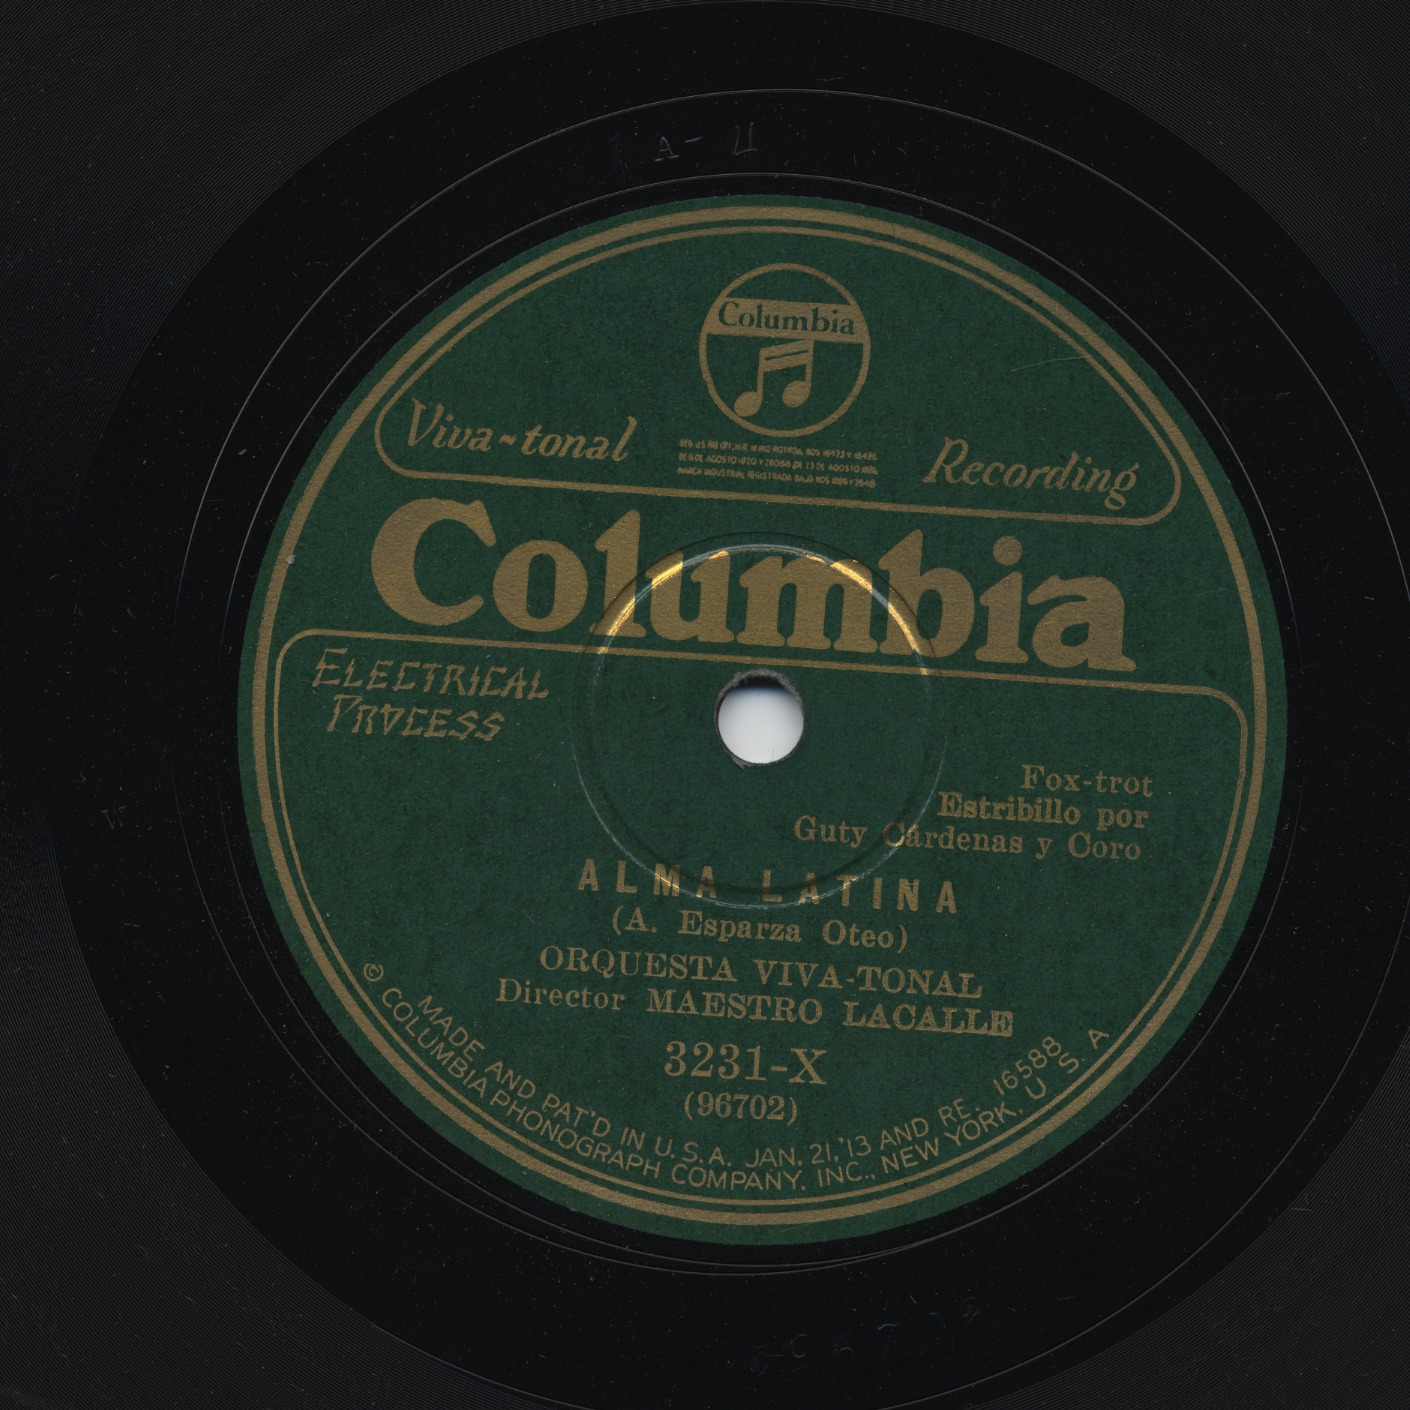 A- 4
Columbia
Viva-tonal
Recording
Columbia
ELECTRICAL
PROCESS
Fox-trot
Estribillo por
Guty Cárdenas y Coro
ALMA LATINA
(A. Esparza Oteo)
ORQUESTA VIVA-TONAL
Director MAESTRO LACALLE
3231-X
(96702)
MADE AND PAT'D IN U.S.A. JAN. 21,'13 AND RE. 16588
© COLUMBIA PHONOGRAPH COMPANY, INC., NEW YORK, U. S. A